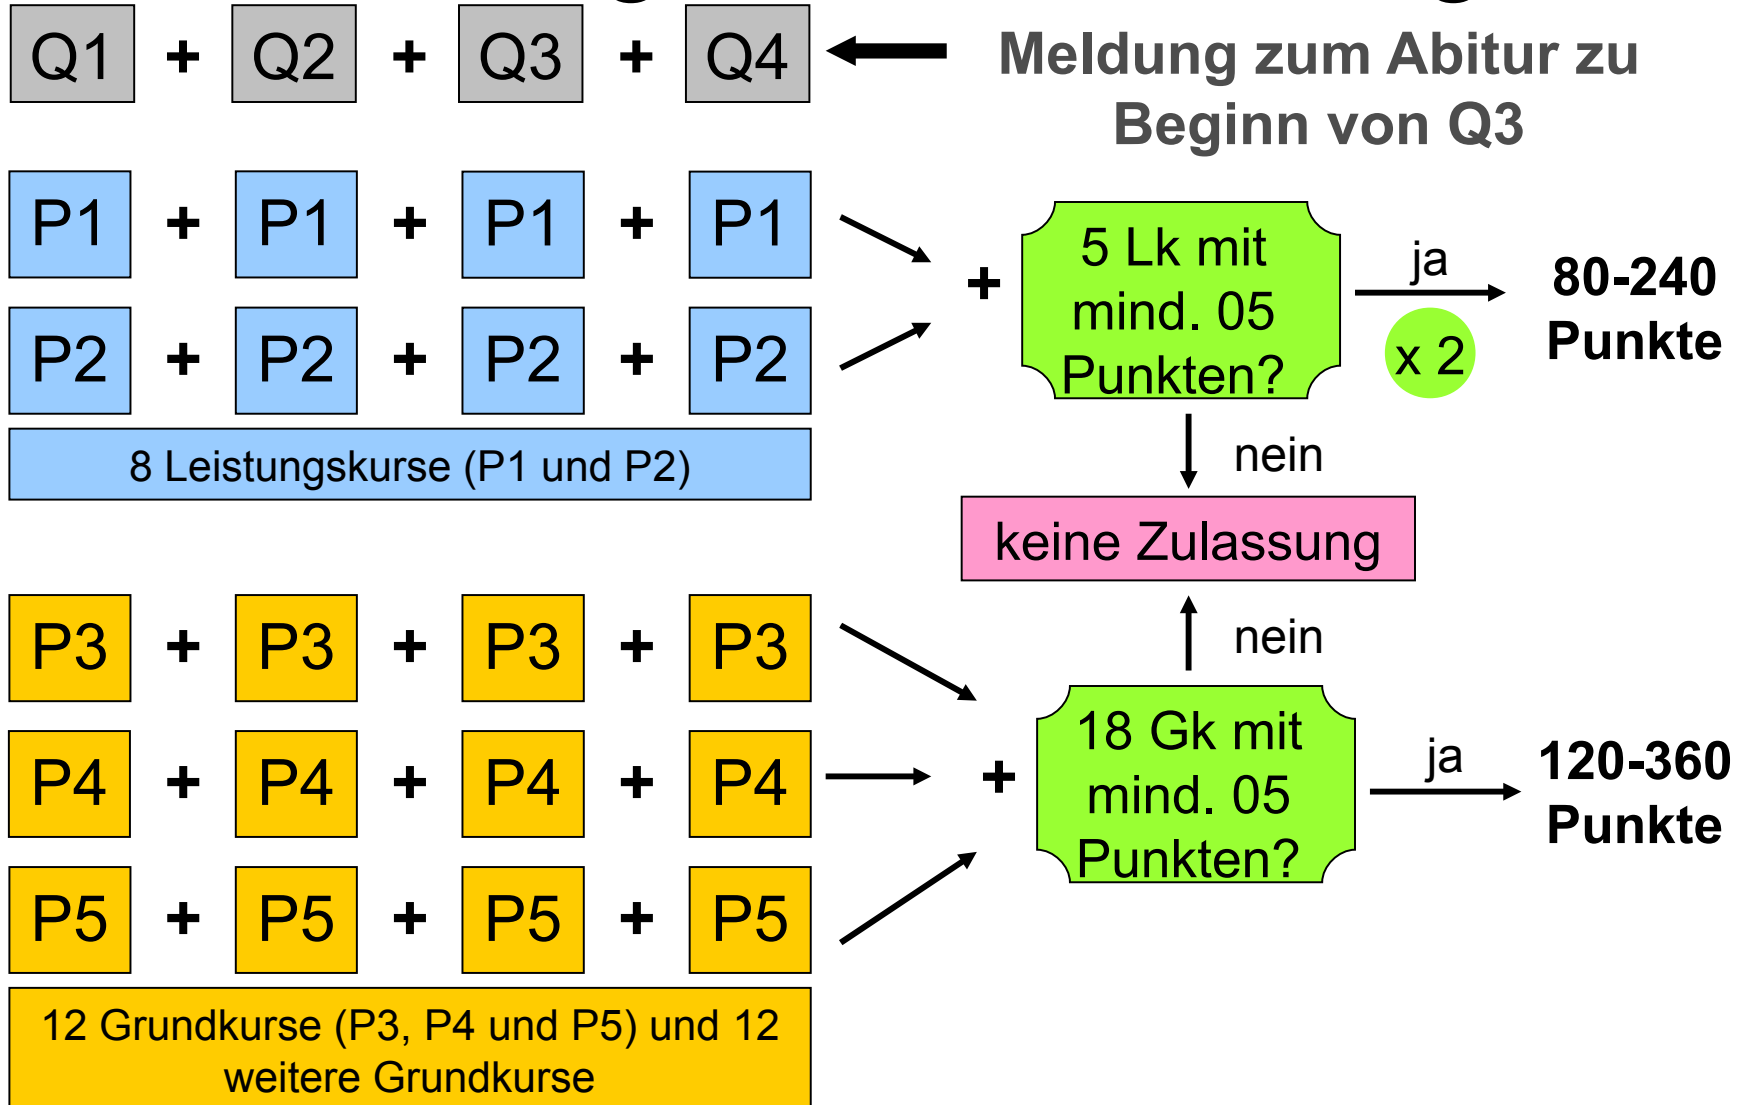 Q1 + Q2 + Q3 + Q4
Meldung zum Abitur zu
Beginn von Q3
P1 + P1 + P1 + P1
P2 + P2 + P2 + P2
8 Leistungskurse (P1 und P2)
+
5 Lk mit
mind. 05
Punkten?
ja
x 2
80-240
Punkte
nein
keine Zulassung
nein
P3 + P3 + P3 + P3
P4 + P4 + P4 + P4
P5 + P5 + P5 + P5
12 Grundkurse (P3, P4 und P5) und 12
weitere Grundkurse
+
18 Gk mit
mind. 05
Punkten?
ja
120-360
Punkte